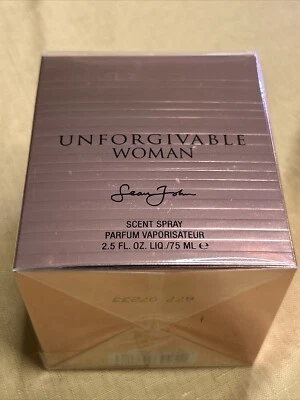 UNFORGIVABLE
WOMAN
Sean John
SCENT SPRAY
PARFUM VAPORISATEUR
2.5 FL. OZ. LIQ./75 ML ℮